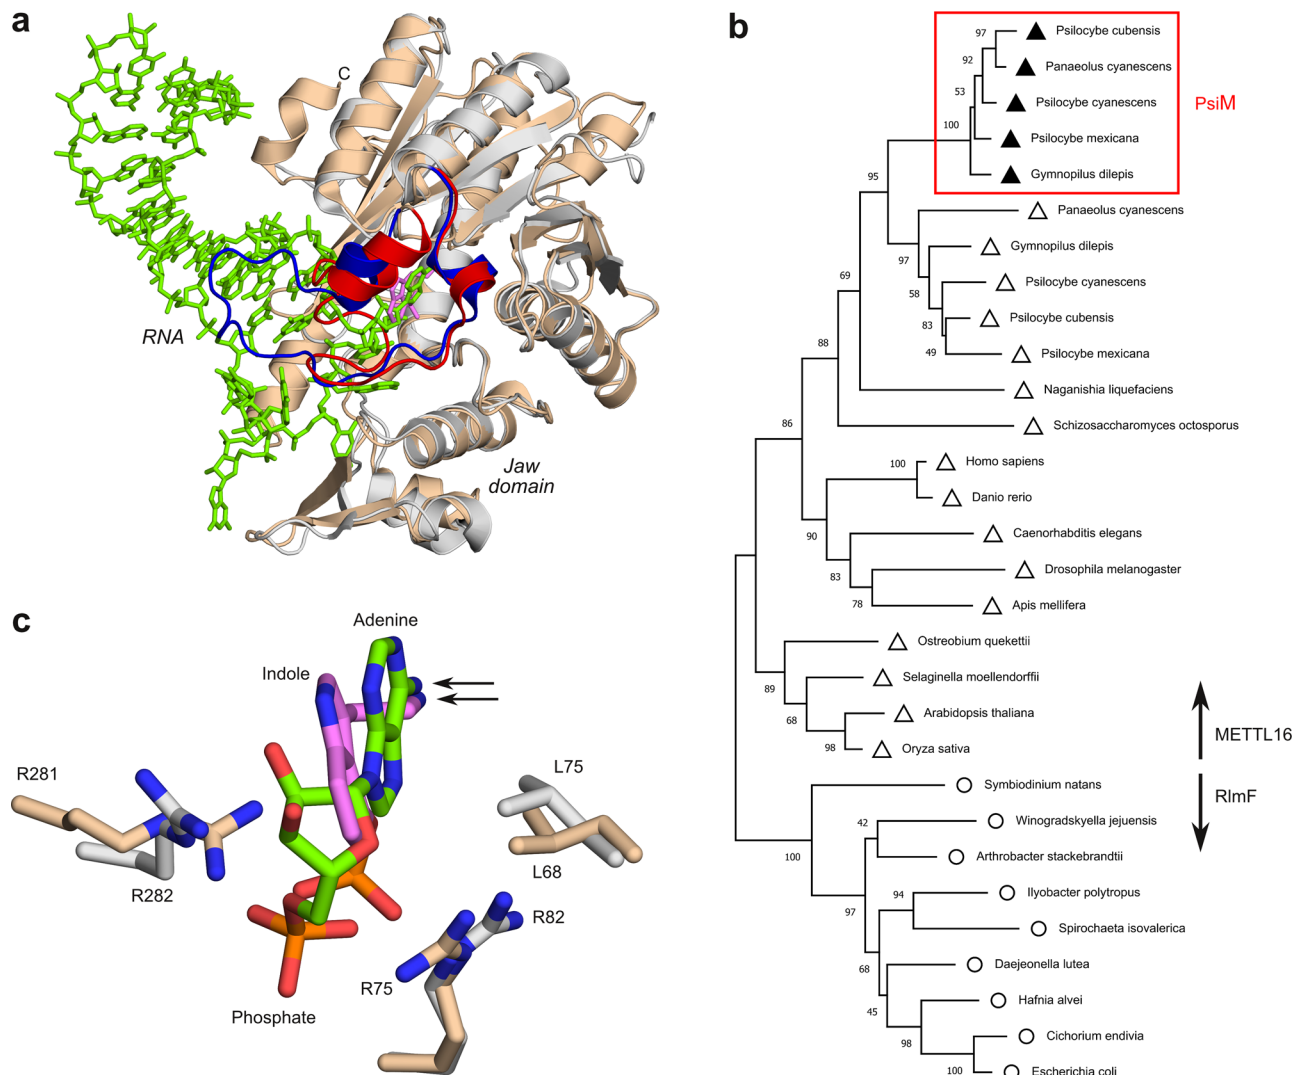 a
C
RNA
Jaw
domain
b
97
Psilocybe cubensis
92
Panaeolus cyanescens
53
Psilocybe cyanescens
PsiM
100
Psilocybe mexicana
95
Gymnopilus dilepis
Panaeolus cyanescens
97
Gymnopilus dilepis
69
58
Psilocybe cyanescens
83
Psilocybe cubensis
88
49
Psilocybe mexicana
Naganishia liquefaciens
86
Schizosaccharomyces octosporus
100
Homo sapiens
Danio rerio
90
Caenorhabditis elegans
83
Drosophila melanogaster
78
Apis mellifera
Ostreobium quekettii
89
Selaginella moellendorffii
68
Arabidopsis thaliana
98
Oryza sativa
METTL16
RlmF
Symbiodinium natans
42
Winogradskyella jejuensis
100
Arthrobacter stackebrandtii
94
Ilyobacter polytropus
97
Spirochaeta isovalerica
68
Daejeonella lutea
45
Hafnia alvei
98
Cichorium endivia
100
Escherichia coli
c
Adenine
Indole
R281
R282
L75
L68
R82
R75
Phosphate